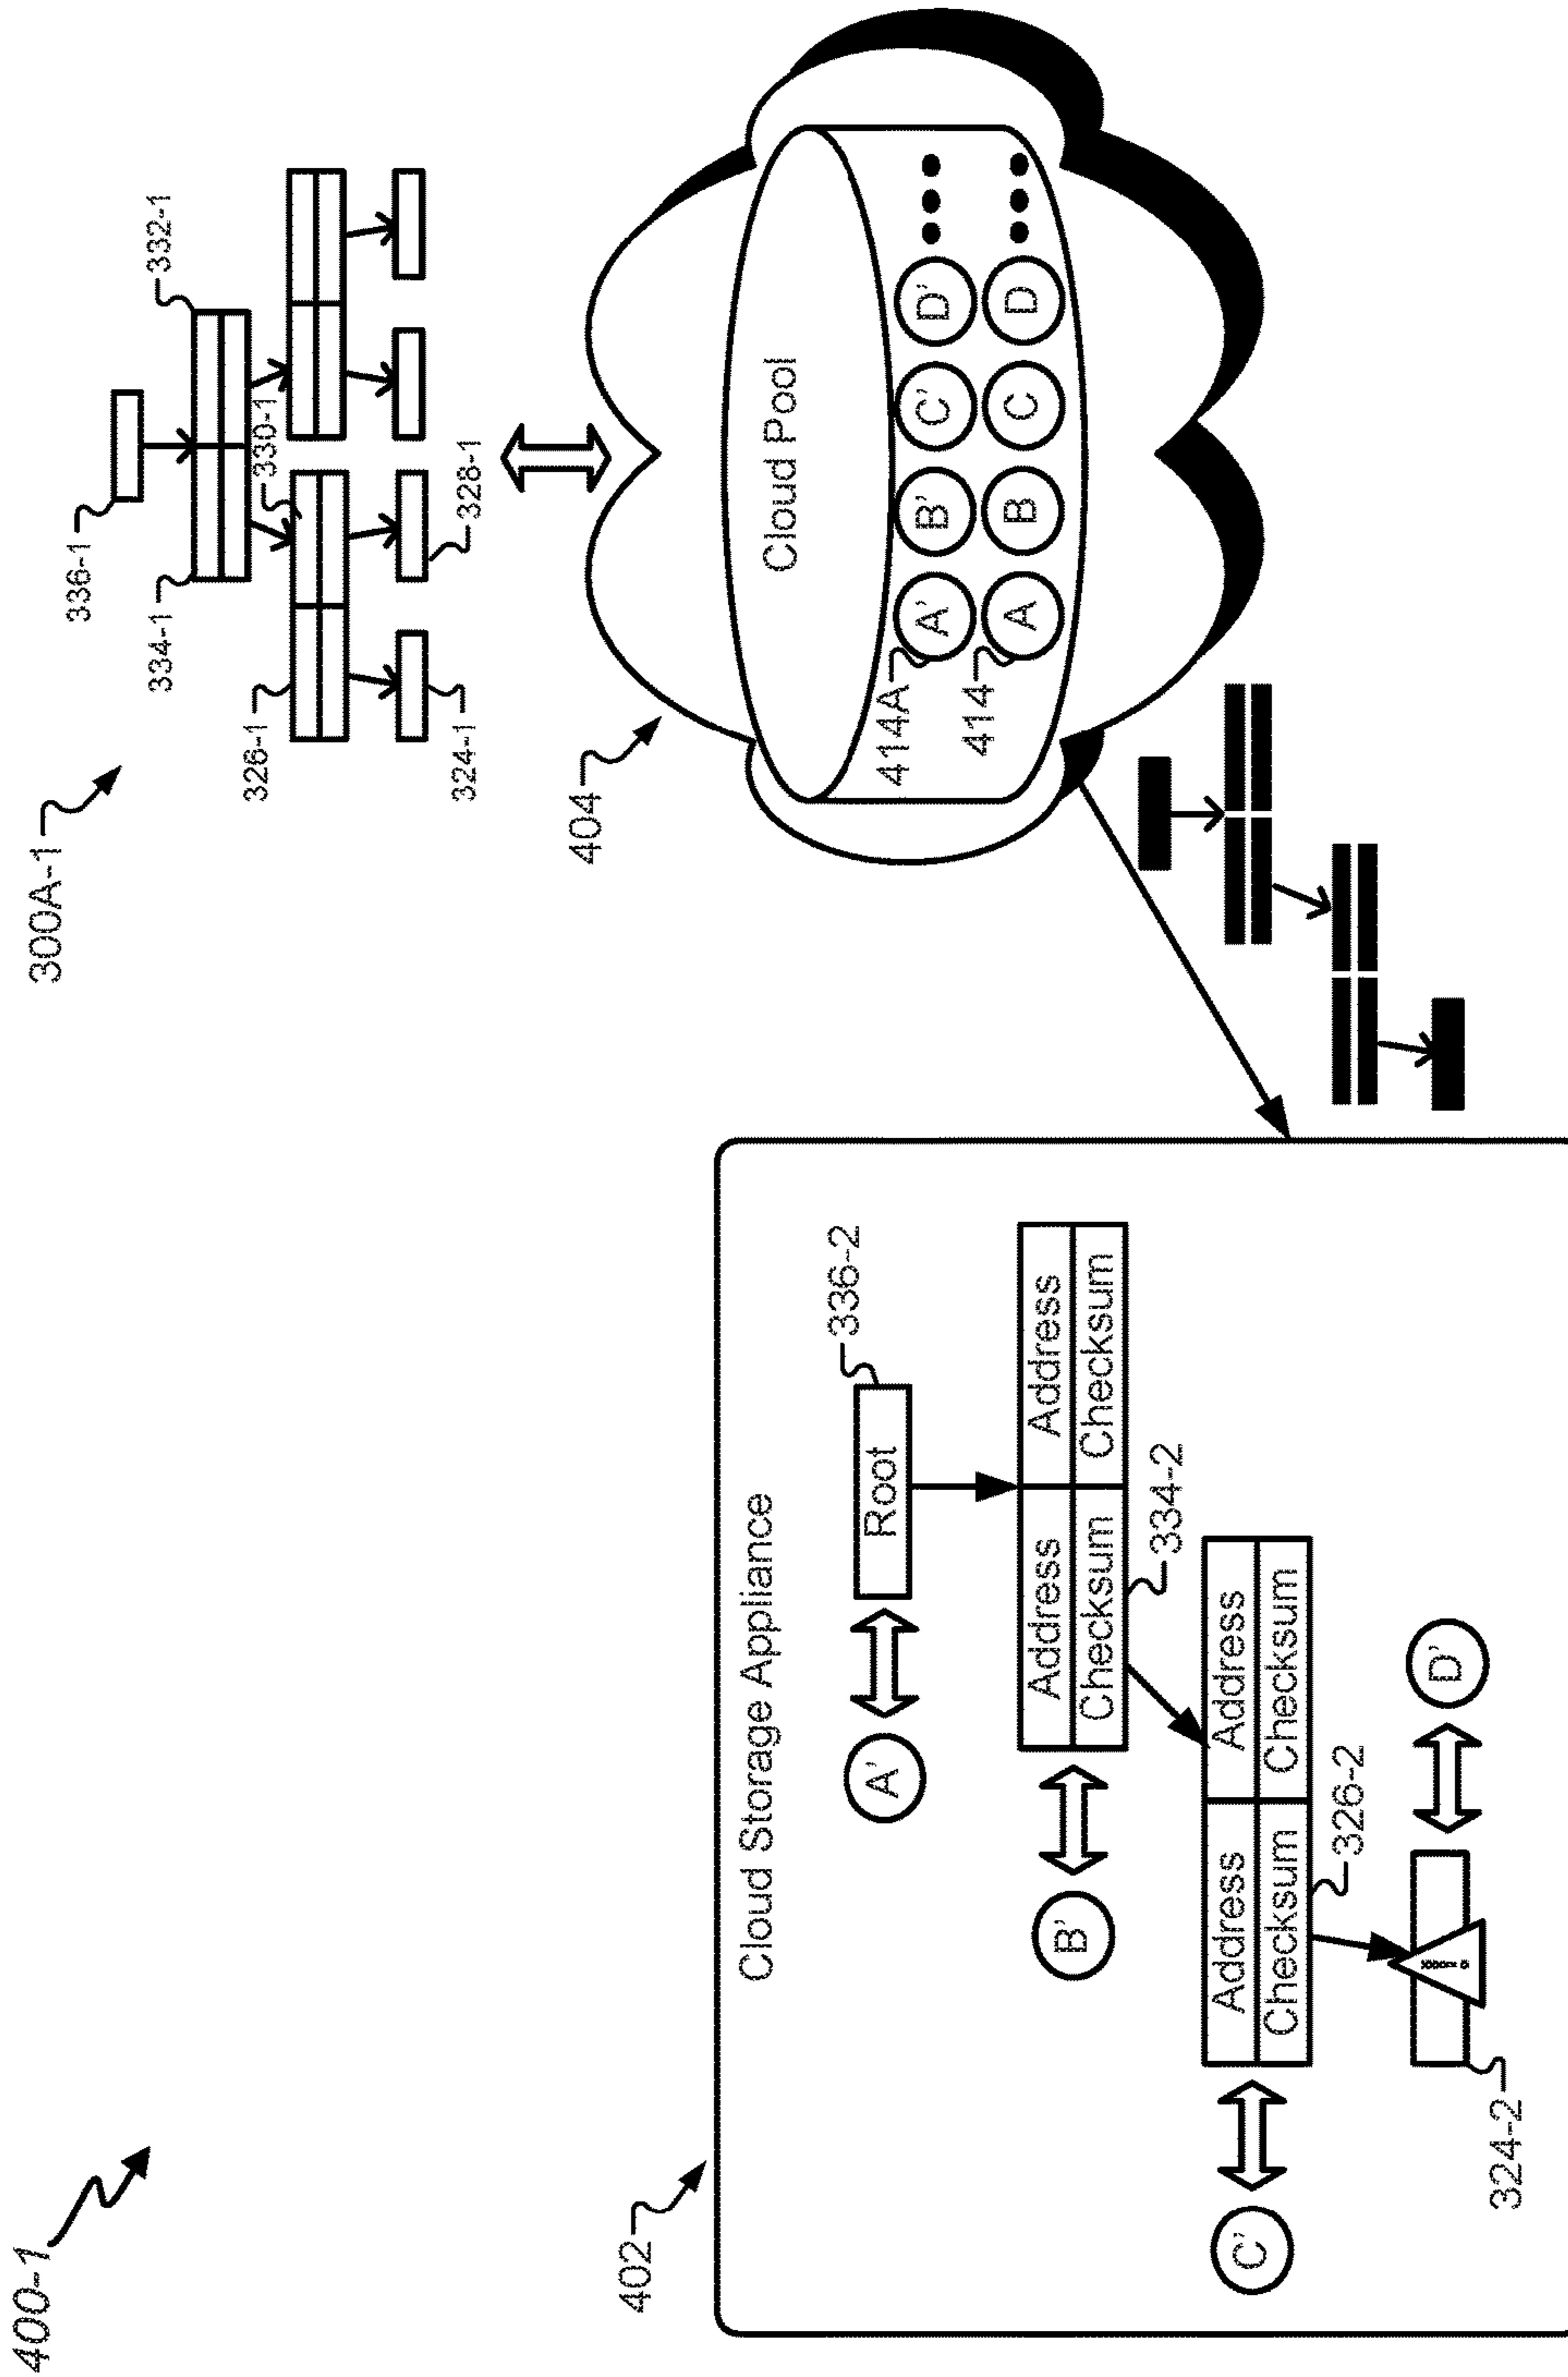 400-1
300A-1
336-1
334-1
332-1
330-1
326-1
324-1
328-1
404
Cloud Pool
414A
A' B' C' D'
414
A B C D
402
Cloud Storage Appliance
A'
Root
336-2
B'
Address Address
Checksum Checksum
334-2
C'
Address Address
Checksum Checksum
326-2
D'
!
324-2